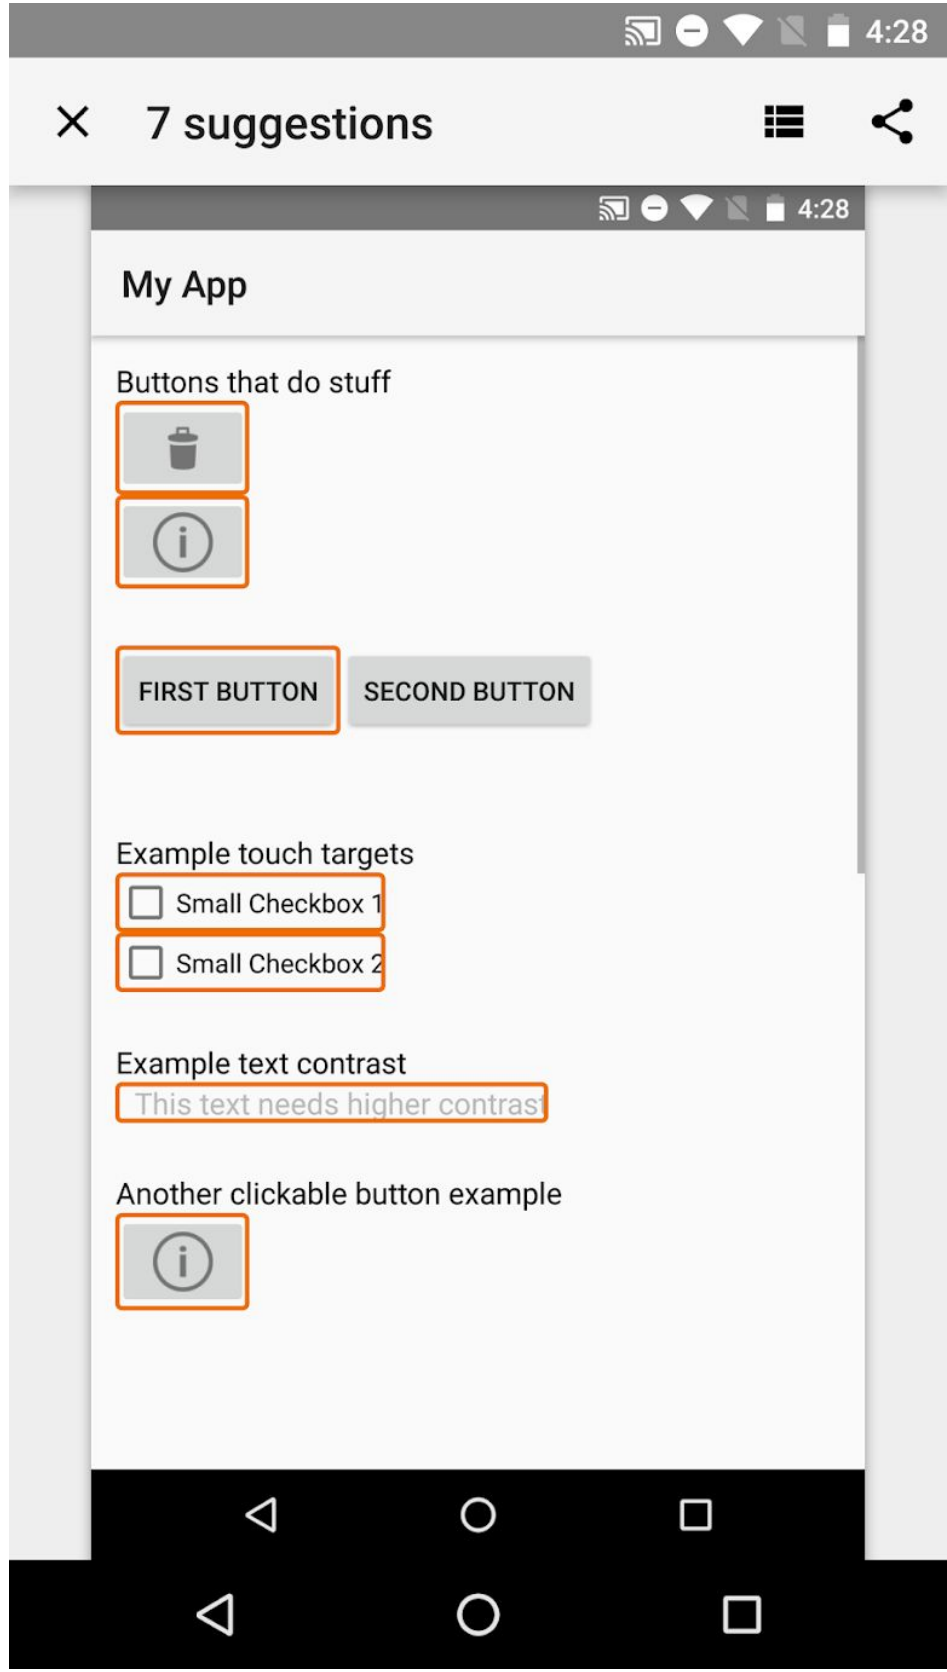 4:28
7 suggestions
4:28
My App
Buttons that do stuff
FIRST BUTTON SECOND BUTTON
Example touch targets
Small Checkbox 1
Small Checkbox 2
Example text contrast
This text needs higher contrast
Another clickable button example